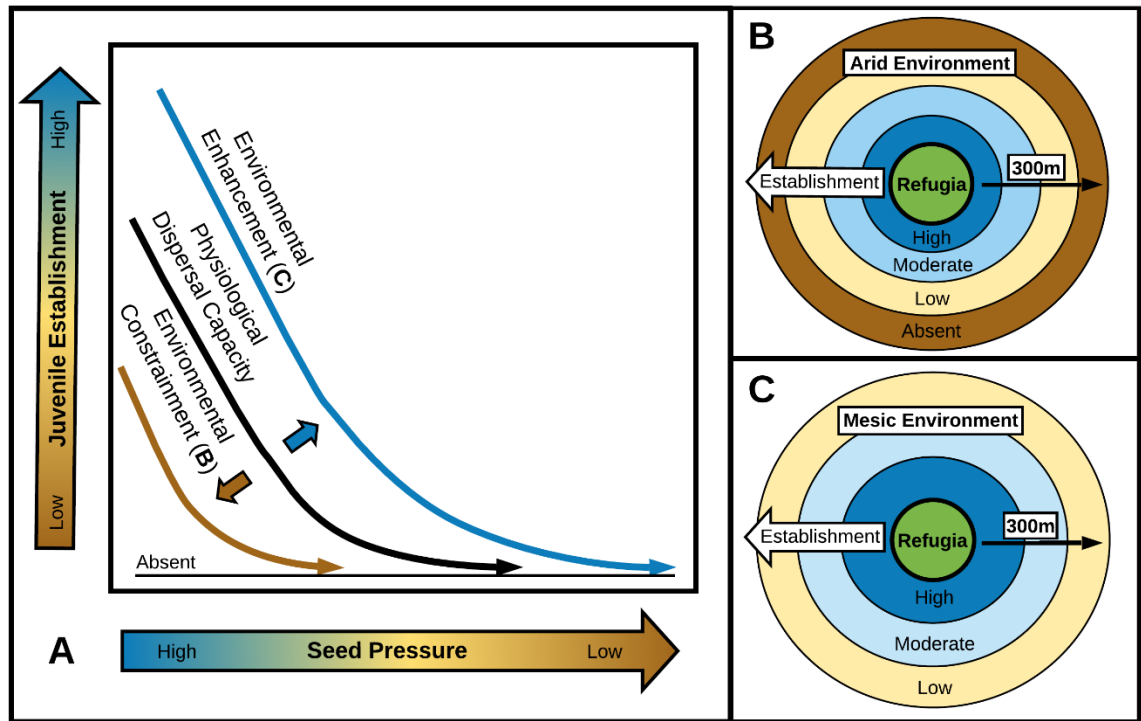 High
Juvenile Establishment
Low
Environmental
Enhancement (C)
Physiological
Dispersal Capacity
Environmental
Constrainment (B)
Absent
A
High
Seed Pressure
Low
B
Arid Environment
300m
Establishment
Refugia
High
Moderate
Low
Absent
C
Mesic Environment
300m
Establishment
Refugia
High
Moderate
Low